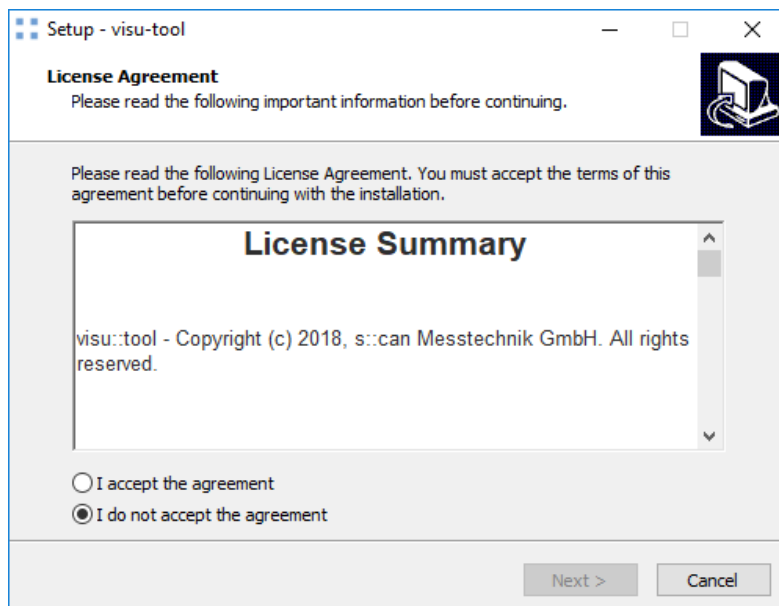 Setup - visu-tool
License Agreement
Please read the following important information before continuing.
Please read the following License Agreement. You must accept the terms of this
agreement before continuing with the installation.
License Summary
visu::tool - Copyright (c) 2018, s::can Messtechnik GmbH. All rights
reserved.
I accept the agreement
I do not accept the agreement
Next >
Cancel